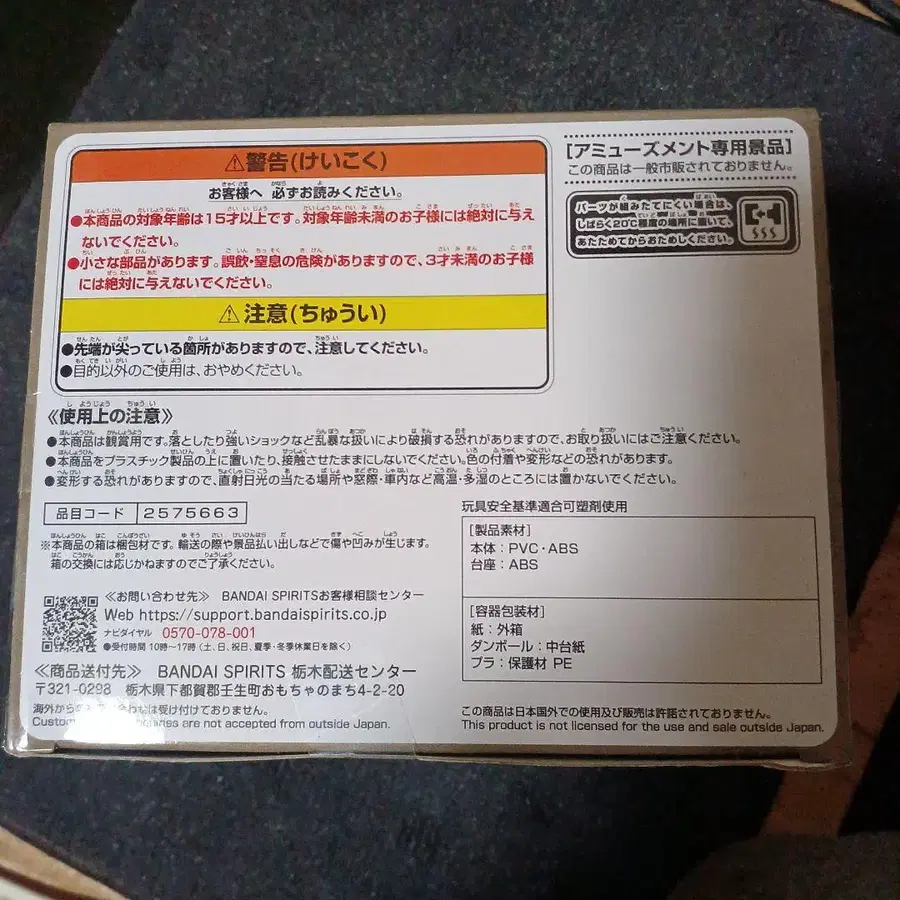 ⚠警告(けいこく)
お客様へ 必ずお読みください。
●本商品の対象年齢は15才以上です。対象年齢未満のお子様には絶対に与え
ないでください。
●小さな部品があります。誤飲・窒息の危険がありますので、3才未満のお子様
には絶対に与えないでください。
⚠注意(ちゅうい)
●先端が尖っている箇所がありますので、注意してください。
●目的以外のご使用は、おやめください。
[アミューズメント専用景品]
この商品は一般市販されておりません。
パーツが組みたてにくい場合は、
しばらく20℃程度の場所に置いて、
あたためてからおためしください。
《使用上の注意》
●本商品は観賞用です。落としたり強いショックなど乱暴な扱いにより破損する恐れがありますので、お取り扱いにはご注意ください。
●本商品をプラスチック製品の上に置いたり、接触させたままにしないでください。色の付着や変形などの恐れがあります。
●変形する恐れがありますので、直射日光の当たる場所や窓際・車内など高温・多湿のところには置かないでください。
品目コード 2575663
※本商品の箱は梱包材です。輸送の際や景品払い出しなどで傷や凹みが生じます。
箱の交換には応じかねますのでご了承ください。
《お問い合わせ先》 BANDAI SPIRITSお客様相談センター
Web https://support.bandaispirits.co.jp
ナビダイヤル 0570-078-001
●受付時間 10時〜17時(土、日、祝日、夏季・冬季休業日を除く)
《商品送付先》 BANDAI SPIRITS 栃木配送センター
〒321-0298 栃木県下都賀郡壬生町おもちゃのまち4-2-20
海外からの わせは受け付けておりません。
Custo are not accepted from outside Japan.
玩具安全基準適合可塑剤使用
[製品素材]
本体:PVC・ABS
台座:ABS
[容器包装材]
紙:外箱
ダンボール:中台紙
プラ:保護材 PE
この商品は日本国外での使用及び販売は許諾されておりません。
This product is not licensed for the use and sale outside Japan.